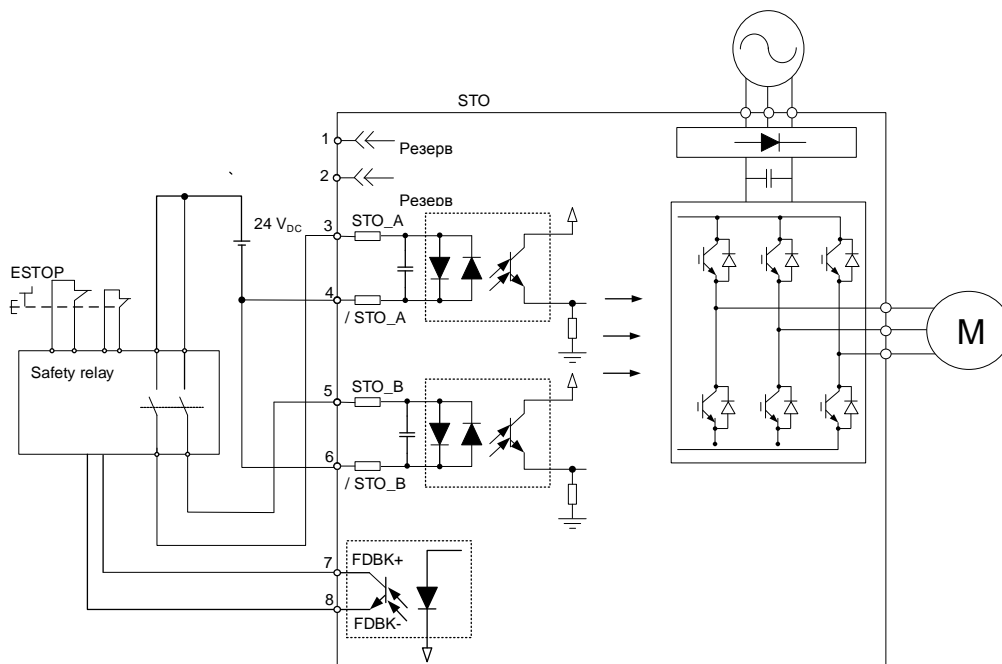 STO
1
Резерв
2
Резерв
24 VDC
3
STO_A
ESTOP
4
/ STO_A
Safety relay
M
5
STO_B
6
/ STO_B
7
FDBK+
8
FDBK-